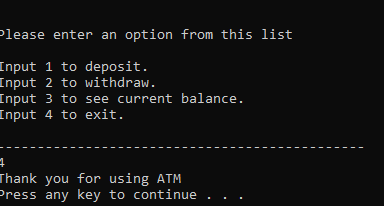 Please enter an option from this list
Input 1 to deposit.
Input 2 to withdraw.
Input 3 to see current balance.
Input 4 to exit.
----------------------------------------------
4
Thank you for using ATM
Press any key to continue . . .